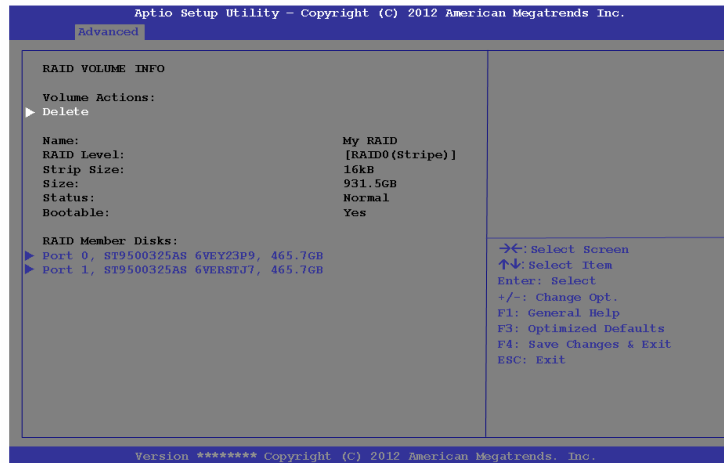 Aptio Setup Utility – Copyright (C) 2012 American Megatrends Inc.
Advanced
RAID VOLUME INFO
Volume Actions:
▶ Delete
Name: My RAID
RAID Level: [RAID0(Stripe)]
Strip Size: 16kB
Size: 931.5GB
Status: Normal
Bootable: Yes
RAID Member Disks:
▶ Port 0, ST9500325AS 6VEY23P9, 465.7GB
▶ Port 1, ST9500325AS 6VERSTJ7, 465.7GB
→←: Select Screen
↑↓: Select Item
Enter: Select
+/-: Change Opt.
F1: General Help
F3: Optimized Defaults
F4: Save Changes & Exit
ESC: Exit
Version ******** Copyright (C) 2012 American Megatrends. Inc.